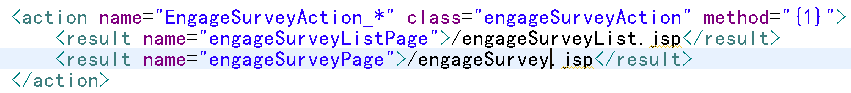 <action name="EngageSurveyAction_*" class="engageSurveyAction" method="{1}">
<result name="engageSurveyListPage">/engageSurveyList.jsp</result>
<result name="engageSurveyPage">/engageSurvey.jsp</result>
</action>